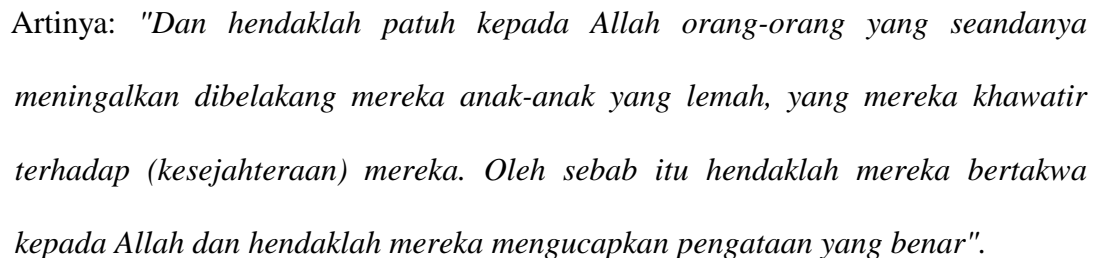 Artinya: "Dan hendaklah patuh kepada Allah orang-orang yang seandanya
meningalkan dibelakang mereka anak-anak yang lemah, yang mereka khawatir
terhadap (kesejahteraan) mereka. Oleh sebab itu hendaklah mereka bertakwa
kepada Allah dan hendaklah mereka mengucapkan pengataan yang benar".